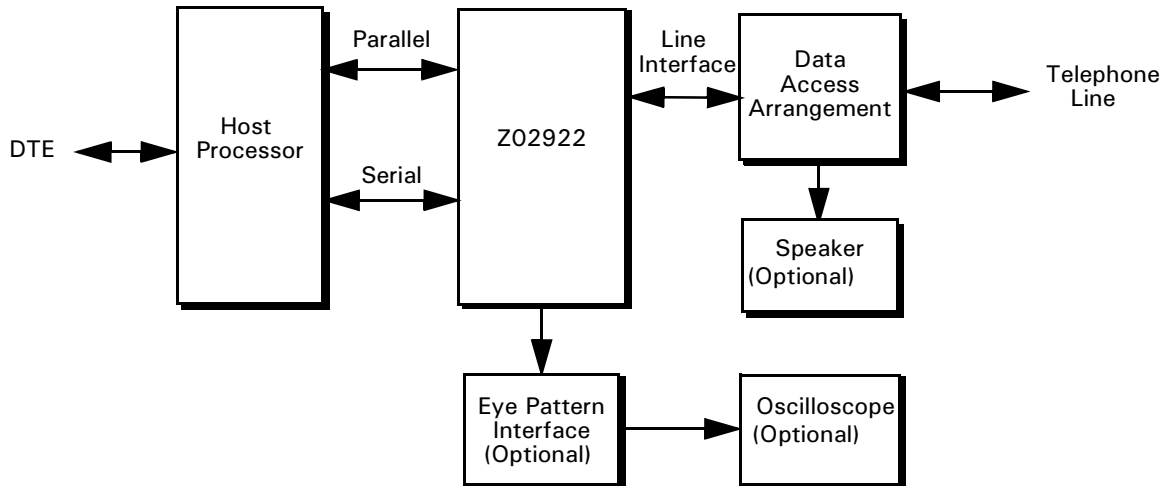 DTE
Host
Processor
Parallel
Serial
Z02922
Line
Interface
Data
Access
Arrangement
Telephone
Line
Speaker
(Optional)
Eye Pattern
Interface
(Optional)
Oscilloscope
(Optional)